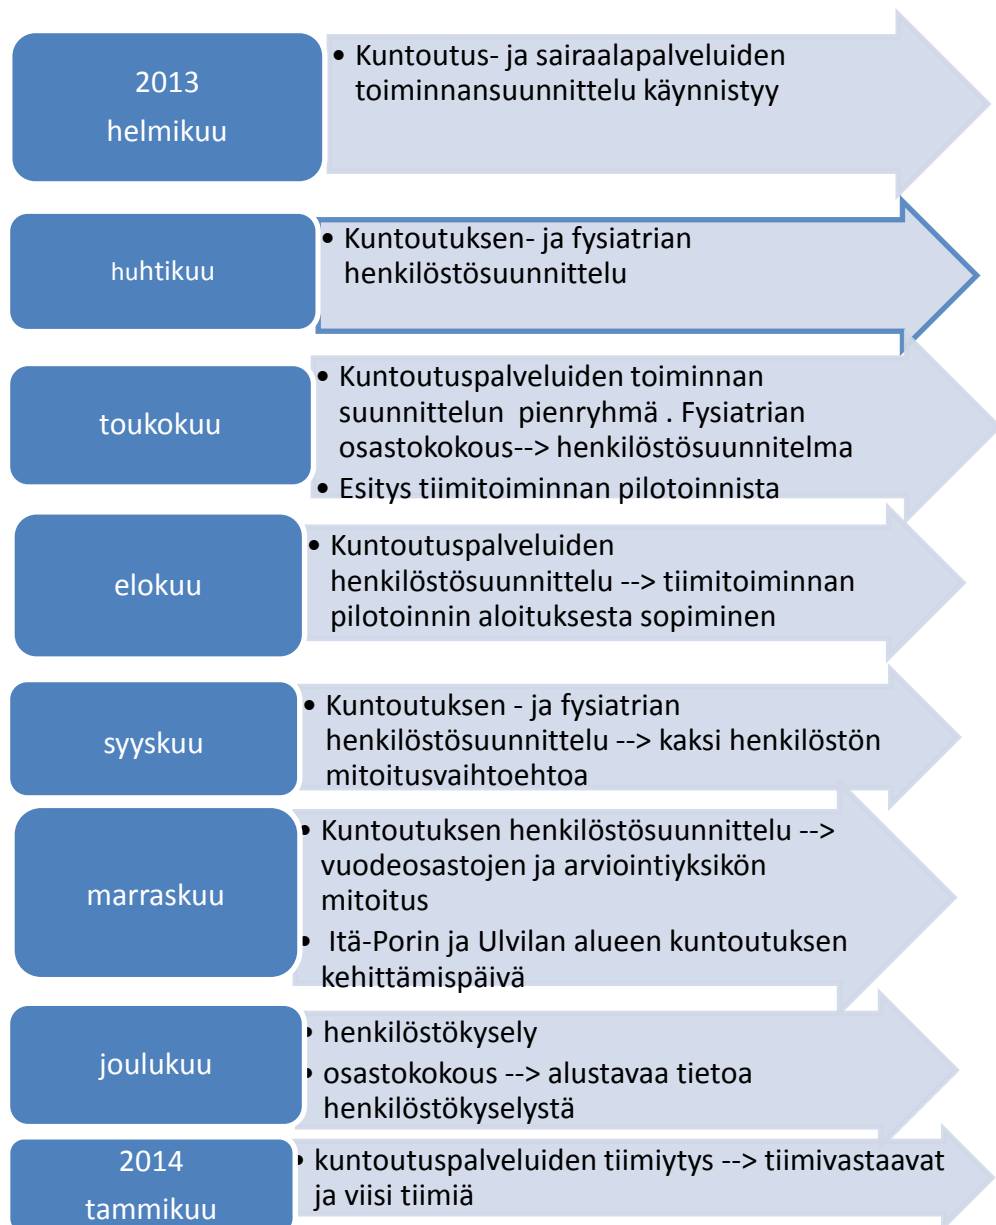 2013
helmikuu
• Kuntoutus- ja sairaalapalveluiden
toiminnansuunnittelu käynnistyy
huhtikuu
• Kuntoutuksen- ja fysiatrian
henkilöstösuunnittelu
toukokuu
• Kuntoutuspalveluiden toiminnan
suunnittelun pienryhmä . Fysiatrian
osastokokous--> henkilöstösuunnitelma
• Esitys tiimitoiminnan pilotoinnista
elokuu
• Kuntoutuspalveluiden
henkilöstösuunnittelu --> tiimitoiminnan
pilotoinnin aloituksesta sopiminen
syyskuu
• Kuntoutuksen - ja fysiatrian
henkilöstösuunnittelu --> kaksi henkilöstön
mitoitusvaihtoehtoa
marraskuu
• Kuntoutuksen henkilöstösuunnittelu -->
vuodeosastojen ja arviointiyksikön
mitoitus
• Itä-Porin ja Ulvilan alueen kuntoutuksen
kehittämispäivä
joulukuu
• henkilöstökysely
• osastokokous --> alustavaa tietoa
henkilöstökyselystä
2014
tammikuu
• kuntoutuspalveluiden tiimiytys --> tiimivastaavat
ja viisi tiimiä